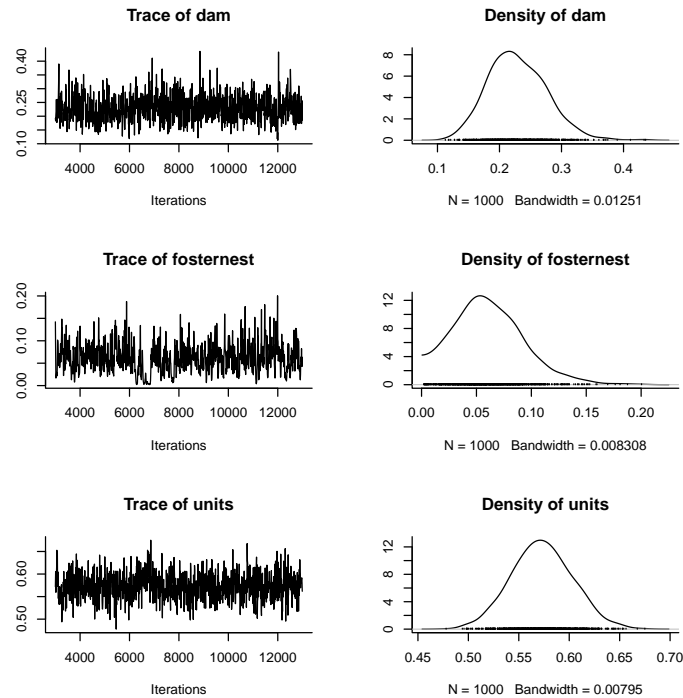 Trace of dam
0.10 0.25 0.40
4000 6000 8000 10000 12000
Iterations
Density of dam
0 2 4 6 8
0.1 0.2 0.3 0.4
N = 1000 Bandwidth = 0.01251
Trace of fosternest
0.00 0.10 0.20
4000 6000 8000 10000 12000
Iterations
Density of fosternest
0 4 8 12
0.00 0.05 0.10 0.15 0.20
N = 1000 Bandwidth = 0.008308
Trace of units
0.50 0.60
4000 6000 8000 10000 12000
Iterations
Density of units
0 4 8 12
0.45 0.50 0.55 0.60 0.65 0.70
N = 1000 Bandwidth = 0.00795